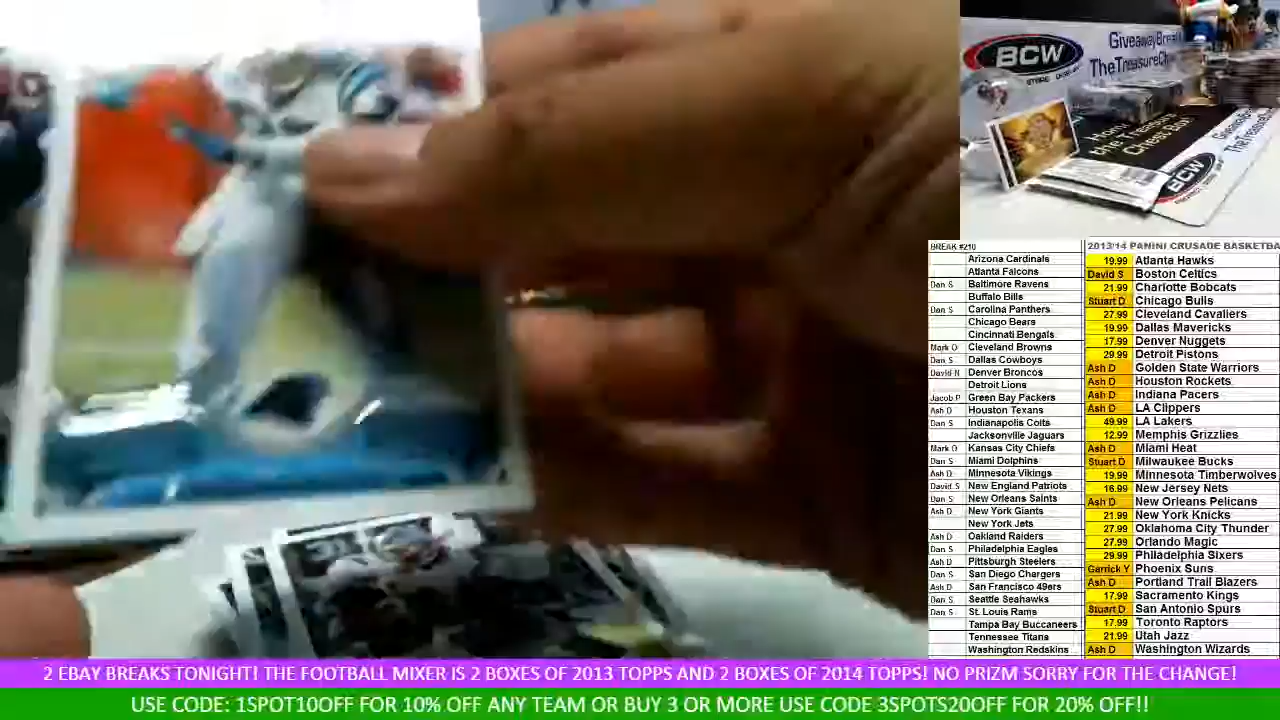 BCW
GiveawayBreak
TheTreasureChe
Home
the Treasure
Chest Box
BCW
BREAK #210
Arizona Cardinals
Atlanta Falcons
Dan S Baltimore Ravens
Buffalo Bills
Dan S Carolina Panthers
Chicago Bears
Cincinnati Bengals
Mark O Cleveland Browns
Dan S Dallas Cowboys
David N Denver Broncos
Detroit Lions
Jacob P Green Bay Packers
Ash D Houston Texans
Dan S Indianapolis Colts
Jacksonville Jaguars
Mark O Kansas City Chiefs
Dan S Miami Dolphins
Ash D Minnesota Vikings
David S New England Patriots
Dan S New Orleans Saints
Ash D New York Giants
New York Jets
Ash D Oakland Raiders
Dan S Philadelphia Eagles
Ash D Pittsburgh Steelers
Dan S San Diego Chargers
Ash D San Francisco 49ers
Dan S Seattle Seahawks
Dan S St. Louis Rams
Tampa Bay Buccaneers
Tennessee Titans
Washington Redskins
2013/14 PANINI CRUSADE BASKETBA
19.99 Atlanta Hawks
David S Boston Celtics
21.99 Charlotte Bobcats
Stuart D Chicago Bulls
27.99 Cleveland Cavaliers
19.99 Dallas Mavericks
17.99 Denver Nuggets
29.99 Detroit Pistons
Ash D Golden State Warriors
Ash D Houston Rockets
Ash D Indiana Pacers
Ash D LA Clippers
49.99 LA Lakers
12.99 Memphis Grizzlies
Ash D Miami Heat
Stuart D Milwaukee Bucks
19.99 Minnesota Timberwolves
16.99 New Jersey Nets
Ash D New Orleans Pelicans
21.99 New York Knicks
27.99 Oklahoma City Thunder
27.99 Orlando Magic
29.99 Philadelphia Sixers
Garrick Y Phoenix Suns
Ash D Portland Trail Blazers
17.99 Sacramento Kings
Stuart D San Antonio Spurs
17.99 Toronto Raptors
21.99 Utah Jazz
Ash D Washington Wizards
2 EBAY BREAKS TONIGHT! THE FOOTBALL MIXER IS 2 BOXES OF 2013 TOPPS AND 2 BOXES OF 2014 TOPPS! NO PRIZM SORRY FOR THE CHANGE!
USE CODE: 1SPOT10OFF FOR 10% OFF ANY TEAM OR BUY 3 OR MORE USE CODE 3SPOTS20OFF FOR 20% OFF!!